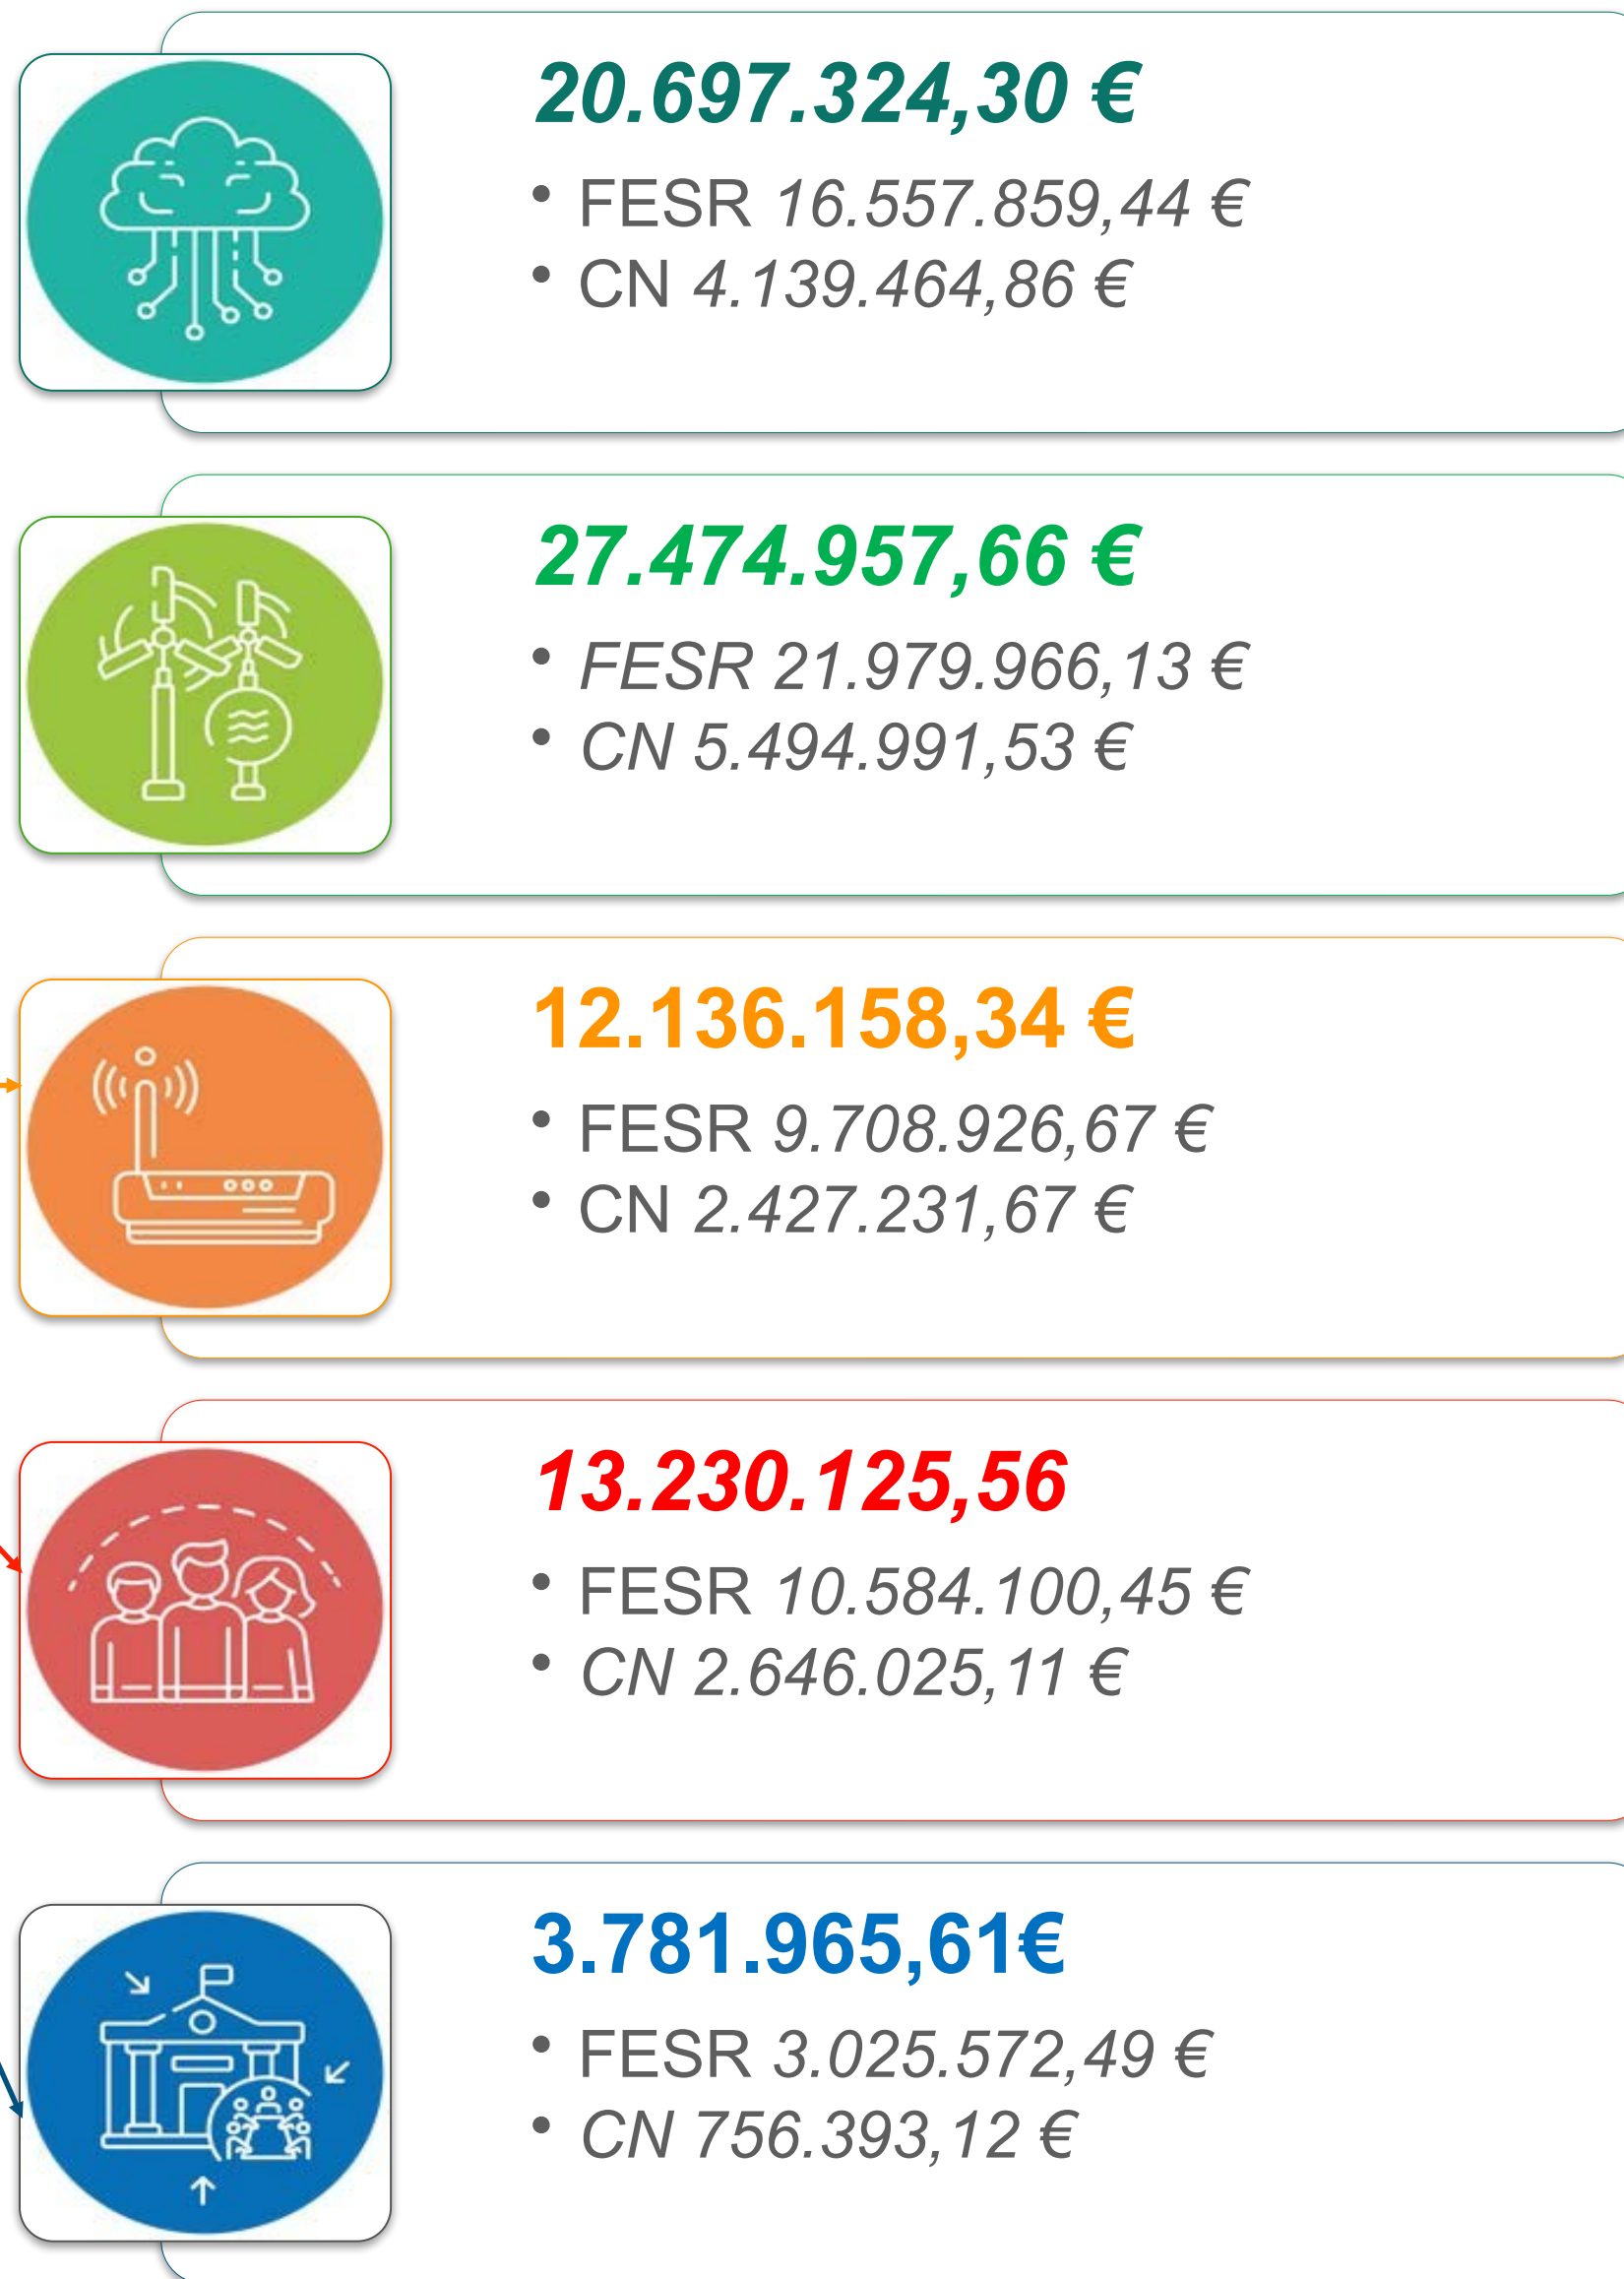 20.697.324,30 €
• FESR 16.557.859,44 €
• CN 4.139.464,86 €
27.474.957,66 €
• FESR 21.979.966,13 €
• CN 5.494.991,53 €
12.136.158,34 €
• FESR 9.708.926,67 €
• CN 2.427.231,67 €
13.230.125,56
• FESR 10.584.100,45 €
• CN 2.646.025,11 €
3.781.965,61€
• FESR 3.025.572,49 €
• CN 756.393,12 €